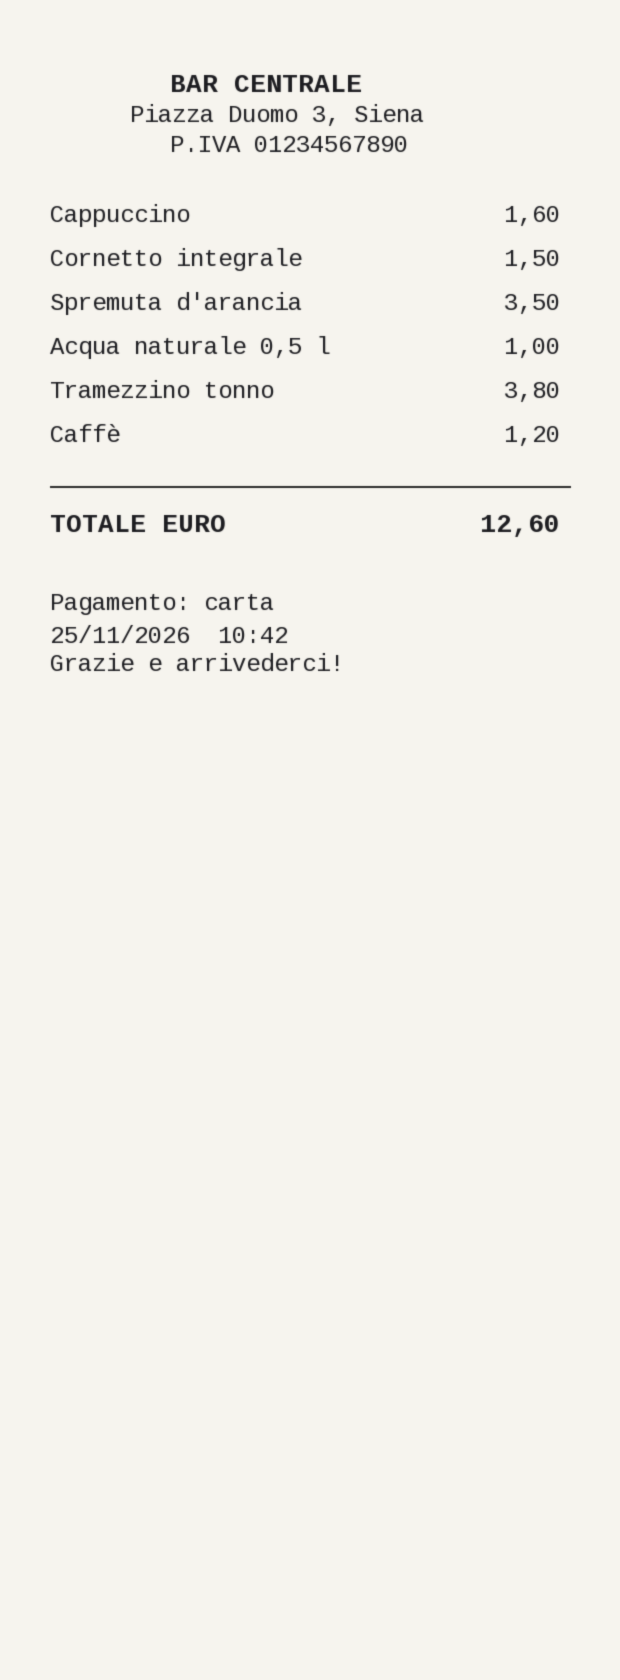 BAR CENTRALE
Piazza Duomo 3, Siena
P.IVA 01234567890
Cappuccino 1,60
Cornetto integrale 1,50
Spremuta d'arancia 3,50
Acqua naturale 0,5 l 1,00
Tramezzino tonno 3,80
Caffè 1,20
TOTALE EURO 12,60
Pagamento: carta
25/11/2026 10:42
Grazie e arrivederci!